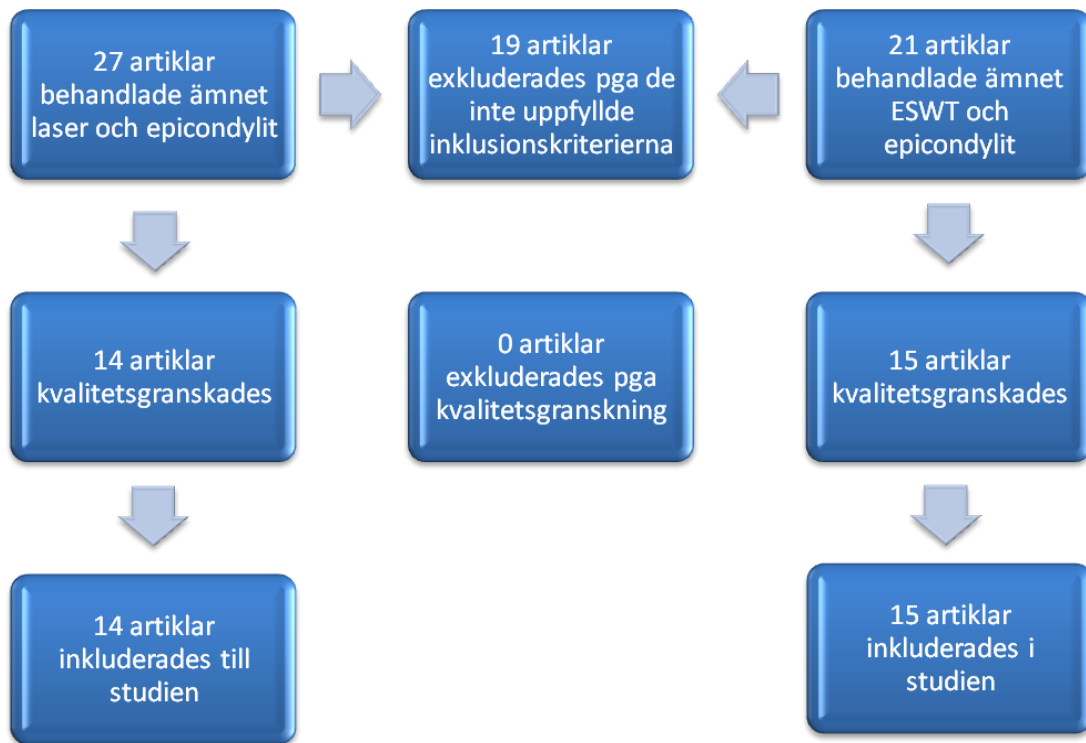 27 artiklar
behandlade ämnet
laser och epicondylit
19 artiklar
exkluderades pga de
inte uppfyllde
inklusionskriterierna
21 artiklar
behandlade ämnet
ESWT och
epicondylit
14 artiklar
kvalitetsgranskades
0 artiklar
exkluderades pga
kvalitetsgranskning
15 artiklar
kvalitetsgranskades
14 artiklar
inkluderades till
studien
15 artiklar
inkluderades i
studien